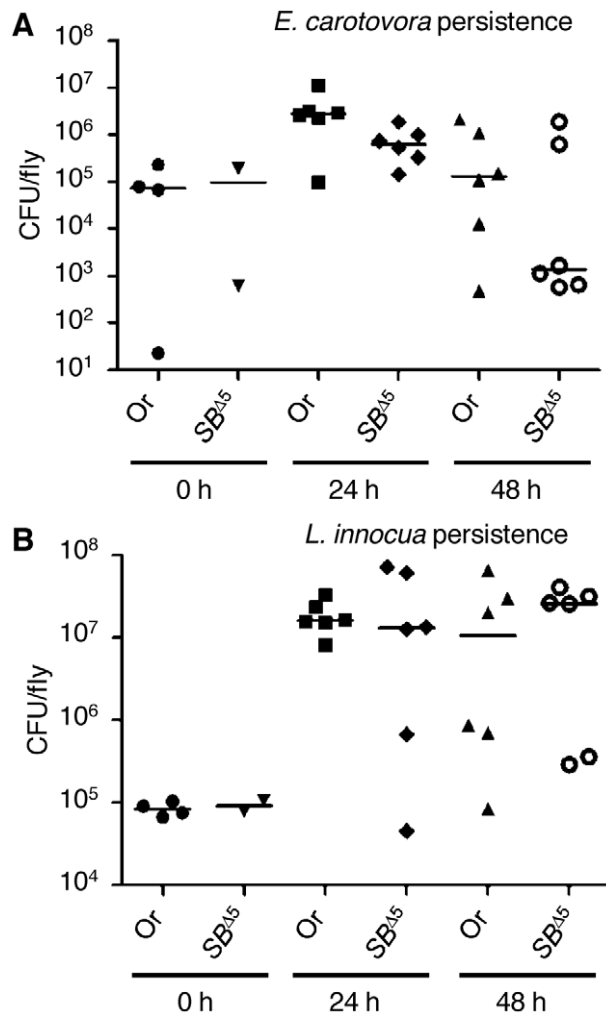 A
E. carotovora persistence
10⁸
10⁷
10⁶
10⁵
10⁴
10³
10²
10¹
CFU/fly
Or
SB^Δ5
Or
SB^Δ5
Or
SB^Δ5
0 h
24 h
48 h
B
L. innocua persistence
10⁸
10⁷
10⁶
10⁵
10⁴
CFU/fly
Or
SB^Δ5
Or
SB^Δ5
Or
SB^Δ5
0 h
24 h
48 h